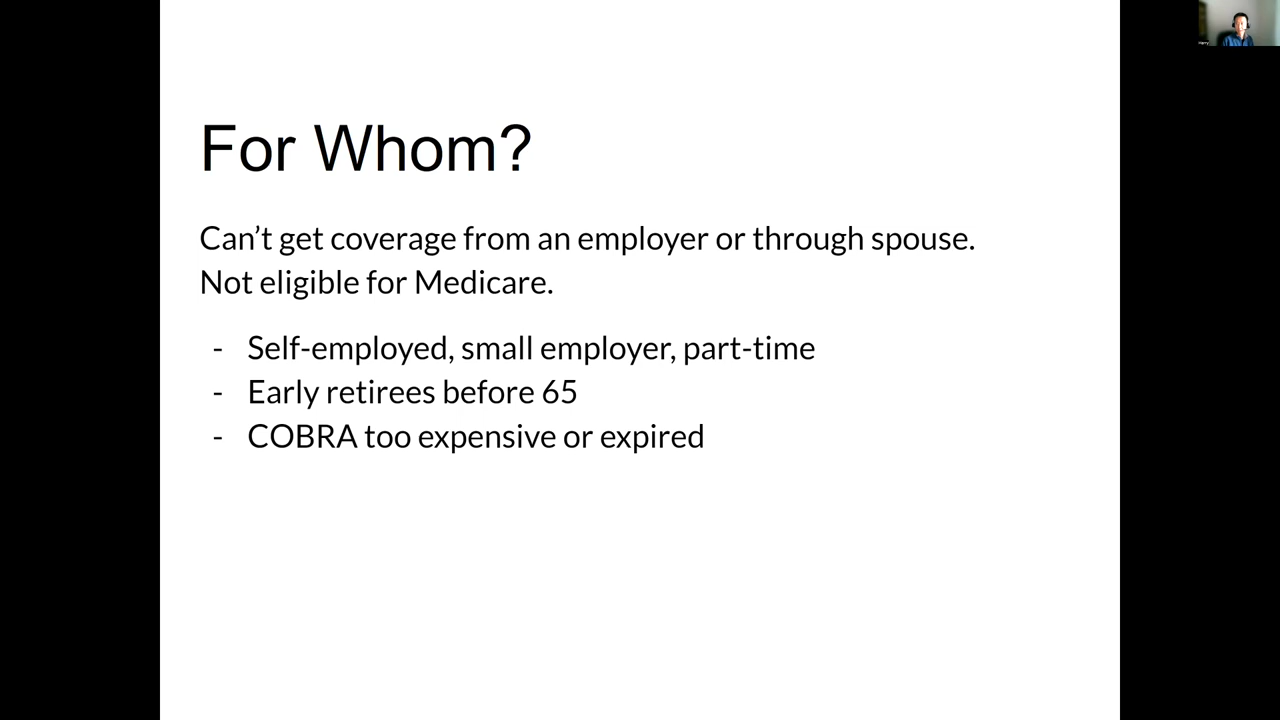 For Whom?
Can’t get coverage from an employer or through spouse.
Not eligible for Medicare.
- Self-employed, small employer, part-time
- Early retirees before 65
- COBRA too expensive or expired